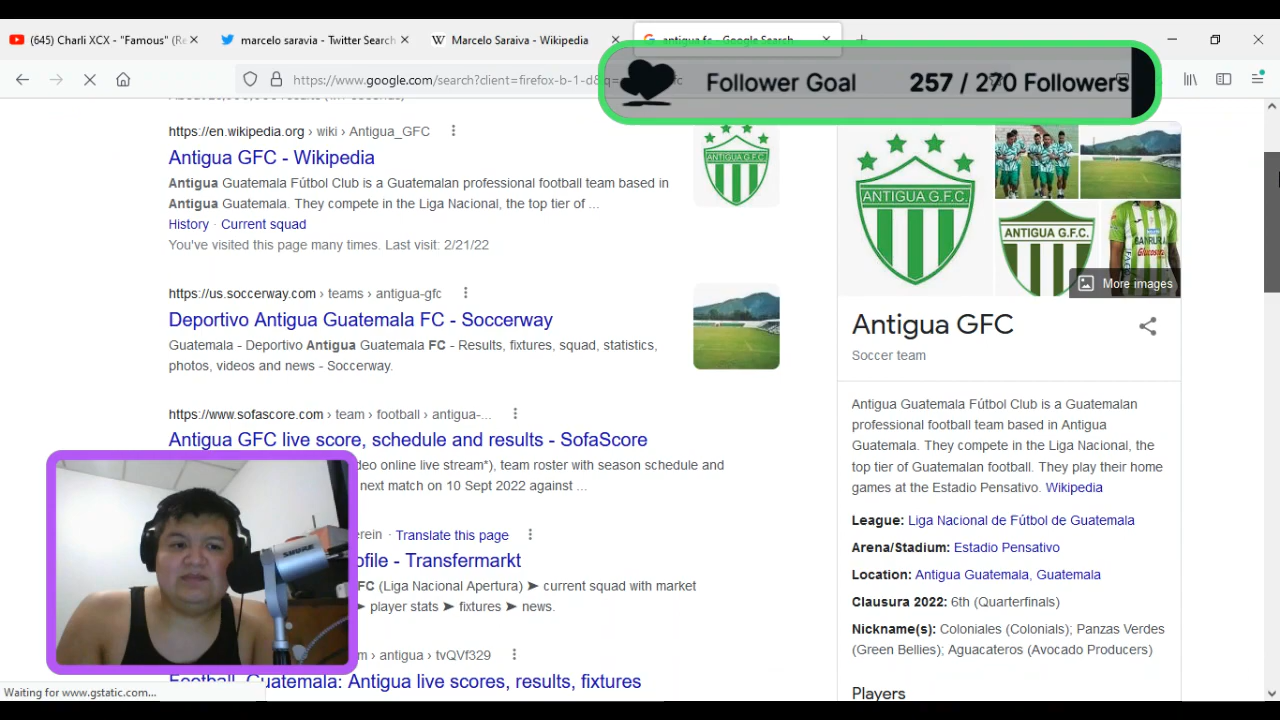 (645) Charli XCX - "Famous" (Re
marcelo saravia - Twitter Search
Marcelo Saraiva - Wikipedia
antigua fc - Google Search
https://www.google.com/search?client=firefox-b-1-d&q=
Follower Goal 257 / 270 Followers
https://en.wikipedia.org › wiki › Antigua_GFC
Antigua GFC - Wikipedia
Antigua Guatemala Fútbol Club is a Guatemalan professional football team based in
Antigua Guatemala. They compete in the Liga Nacional, the top tier of ...
History · Current squad
You've visited this page many times. Last visit: 2/21/22
https://us.soccerway.com › teams › antigua-gfc
Deportivo Antigua Guatemala FC - Soccerway
Guatemala - Deportivo Antigua Guatemala FC - Results, fixtures, squad, statistics,
photos, videos and news - Soccerway.
https://www.sofascore.com › team › football › antigua-...
Antigua GFC live score, schedule and results - SofaScore
deo online live stream*), team roster with season schedule and
next match on 10 Sept 2022 against ...
erein · Translate this page
ofile - Transfermarkt
FC (Liga Nacional Apertura) ➤ current squad with market
➤ player stats ➤ fixtures ➤ news.
m › antigua › tvQVf329
Football, Guatemala: Antigua live scores, results, fixtures
Waiting for www.gstatic.com...
SHURE
ANTIGUA G.F.C.
ANTIGUA G.F.C.
ANTIGUA G.F.C.
BANRURAL
More images
Antigua GFC
Soccer team
Antigua Guatemala Fútbol Club is a Guatemalan
professional football team based in Antigua
Guatemala. They compete in the Liga Nacional, the
top tier of Guatemalan football. They play their home
games at the Estadio Pensativo. Wikipedia
League: Liga Nacional de Fútbol de Guatemala
Arena/Stadium: Estadio Pensativo
Location: Antigua Guatemala, Guatemala
Clausura 2022: 6th (Quarterfinals)
Nickname(s): Coloniales (Colonials); Panzas Verdes
(Green Bellies); Aguacateros (Avocado Producers)
Players